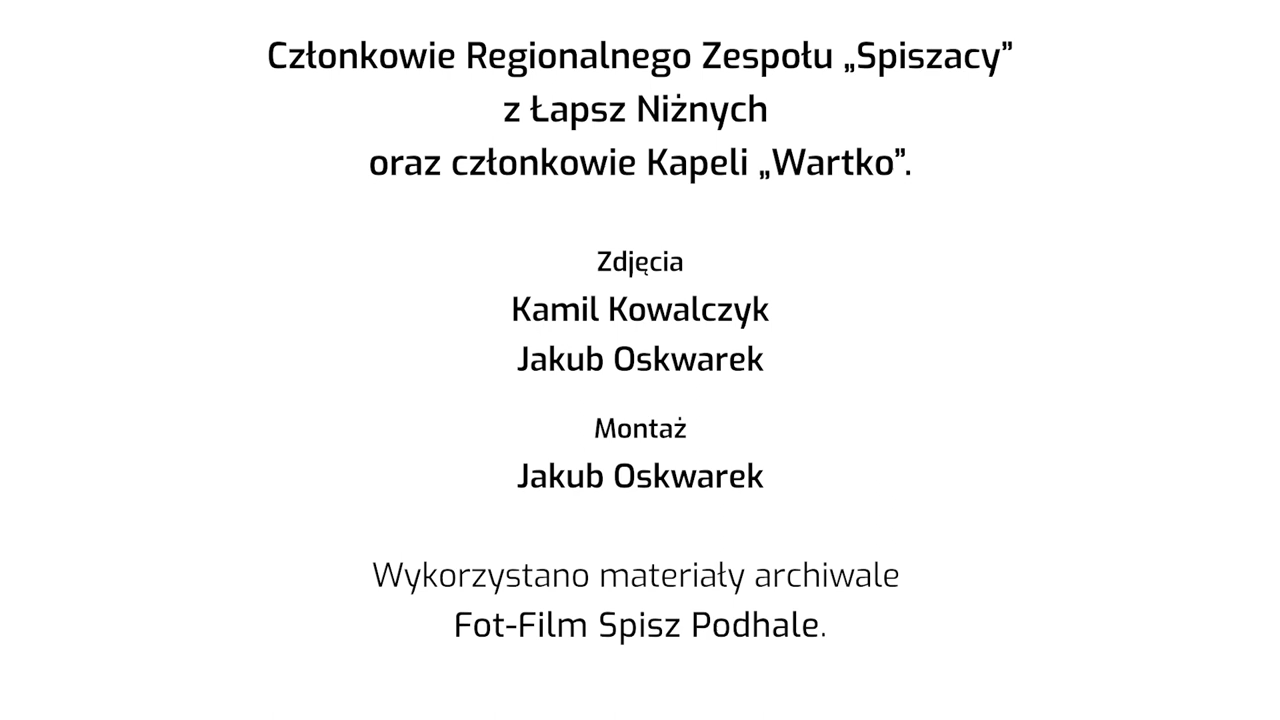 Członkowie Regionalnego Zespołu „Spiszacy”
z Łapsz Niżnych
oraz członkowie Kapeli „Wartko”.
Zdjęcia
Kamil Kowalczyk
Jakub Oskwarek
Montaż
Jakub Oskwarek
Wykorzystano materiały archiwale
Fot-Film Spisz Podhale.